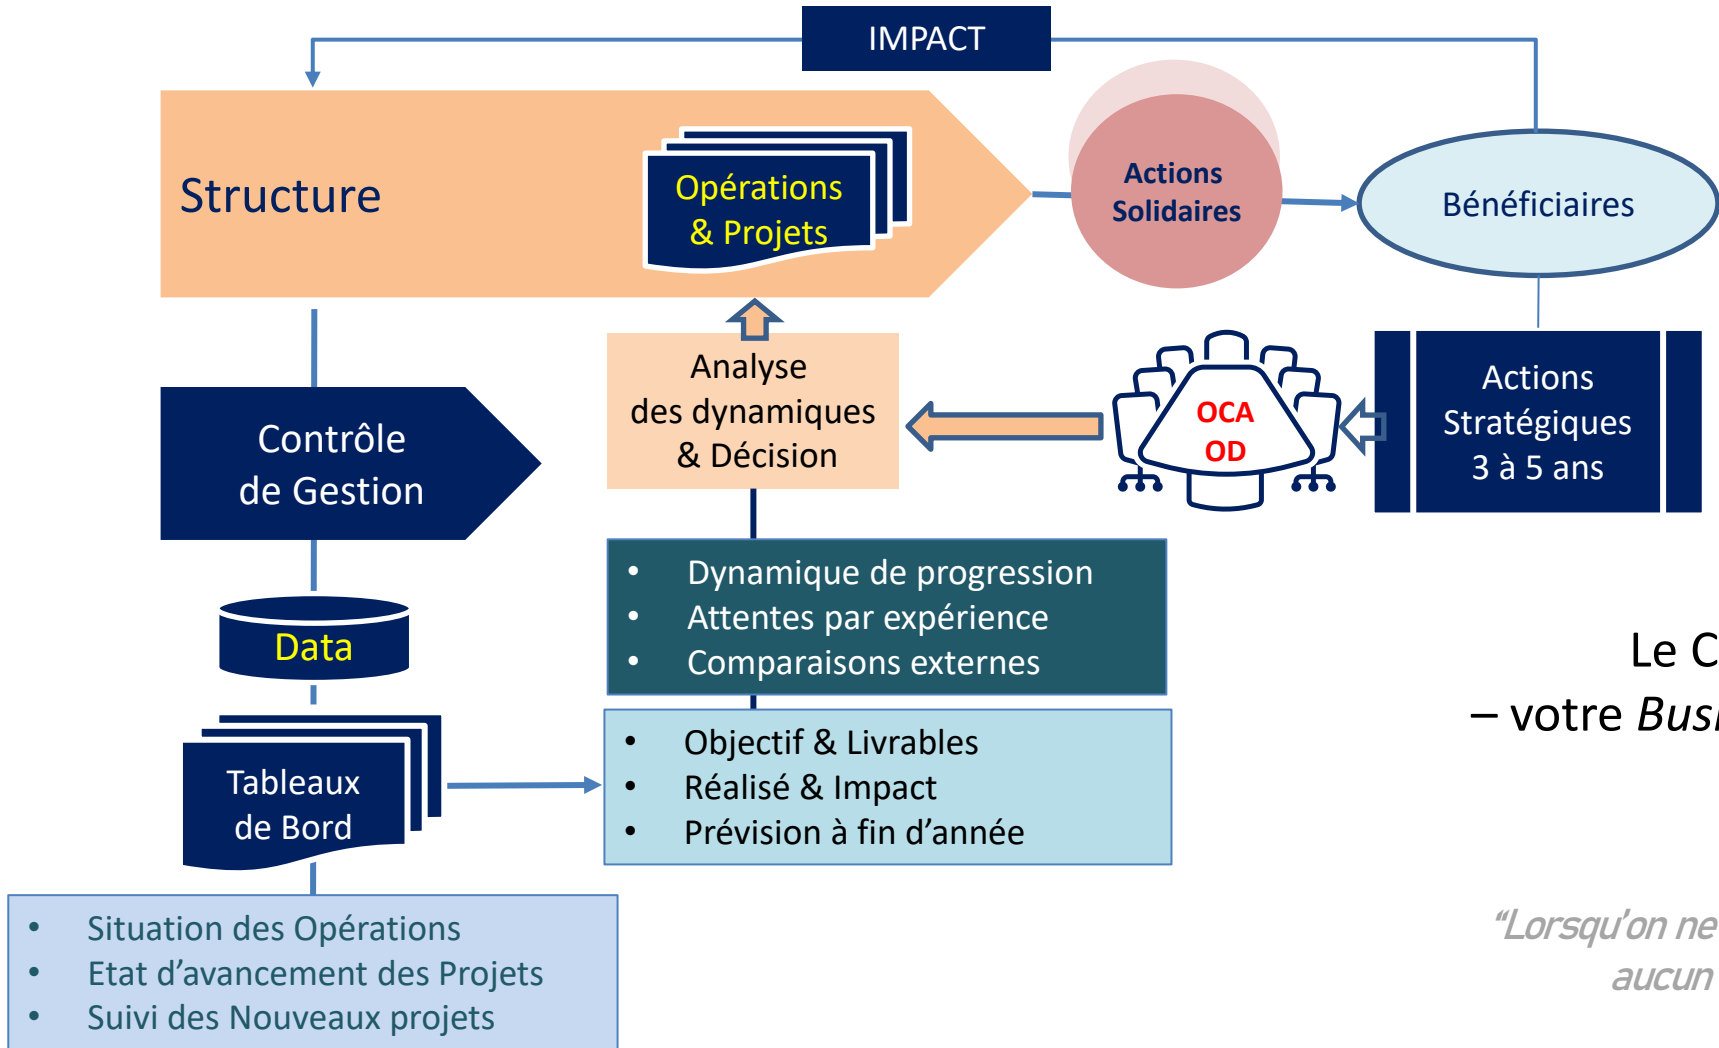 IMPACT
Structure
Opérations
& Projets
Actions
Solidaires
Bénéficiaires
Contrôle
de Gestion
Analyse
des dynamiques
& Décision
OCA
OD
Actions
Stratégiques
3 à 5 ans
Data
• Dynamique de progression
• Attentes par expérience
• Comparaisons externes
Tableaux
de Bord
• Objectif & Livrables
• Réalisé & Impact
• Prévision à fin d’année
• Situation des Opérations
• Etat d’avancement des Projets
• Suivi des Nouveaux projets
Le C
– votre Busi
“Lorsqu’on ne
aucun